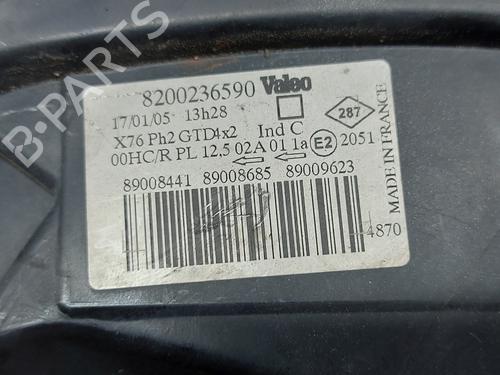 8200236590 Valeo
17/01/05 13h28
X76 Ph2 GTD4x2 Ind C
287
00HC/R PL 12,5 02A 01 1a E2 2051
89008441 89008685 89009623
4870
MADE IN FRANCE
B-PARTS